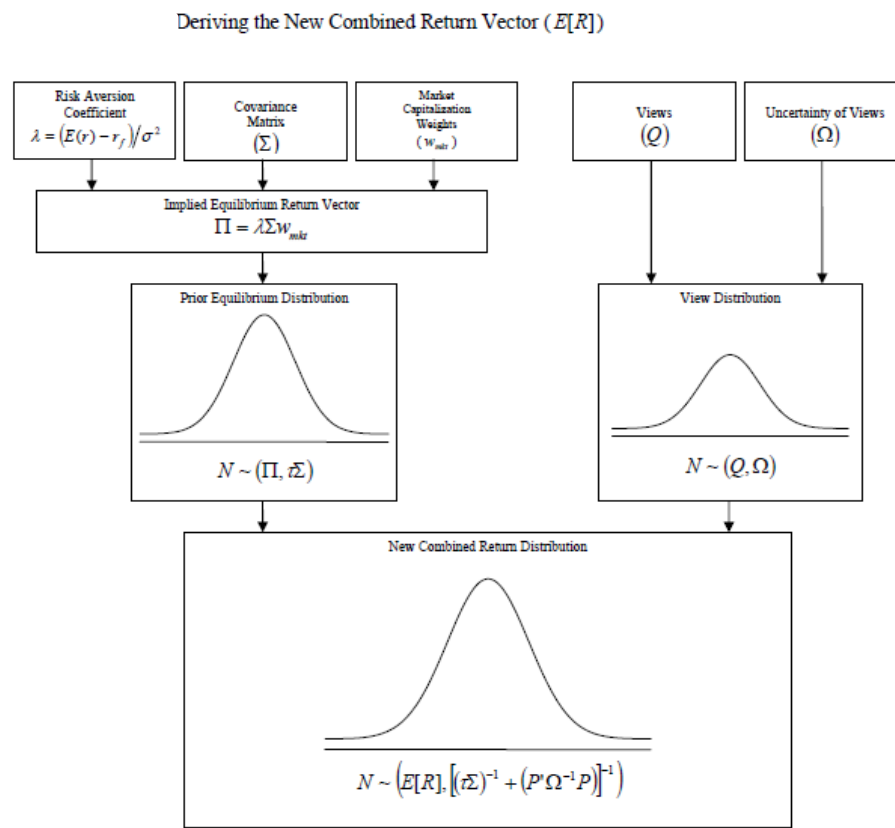 Deriving the New Combined Return Vector (E[R])
Risk Aversion
Coefficient
λ = (E(r) − r_f)/σ²
Covariance
Matrix
(Σ)
Market
Capitalization
Weights
(w_mkt)
Views
(Q)
Uncertainty of Views
(Ω)
Implied Equilibrium Return Vector
Π = λΣw_mkt
Prior Equilibrium Distribution
N ~ (Π, τΣ)
View Distribution
N ~ (Q, Ω)
New Combined Return Distribution
N ~ (E[R], [(τΣ)⁻¹ + (P'Ω⁻¹P)]⁻¹)